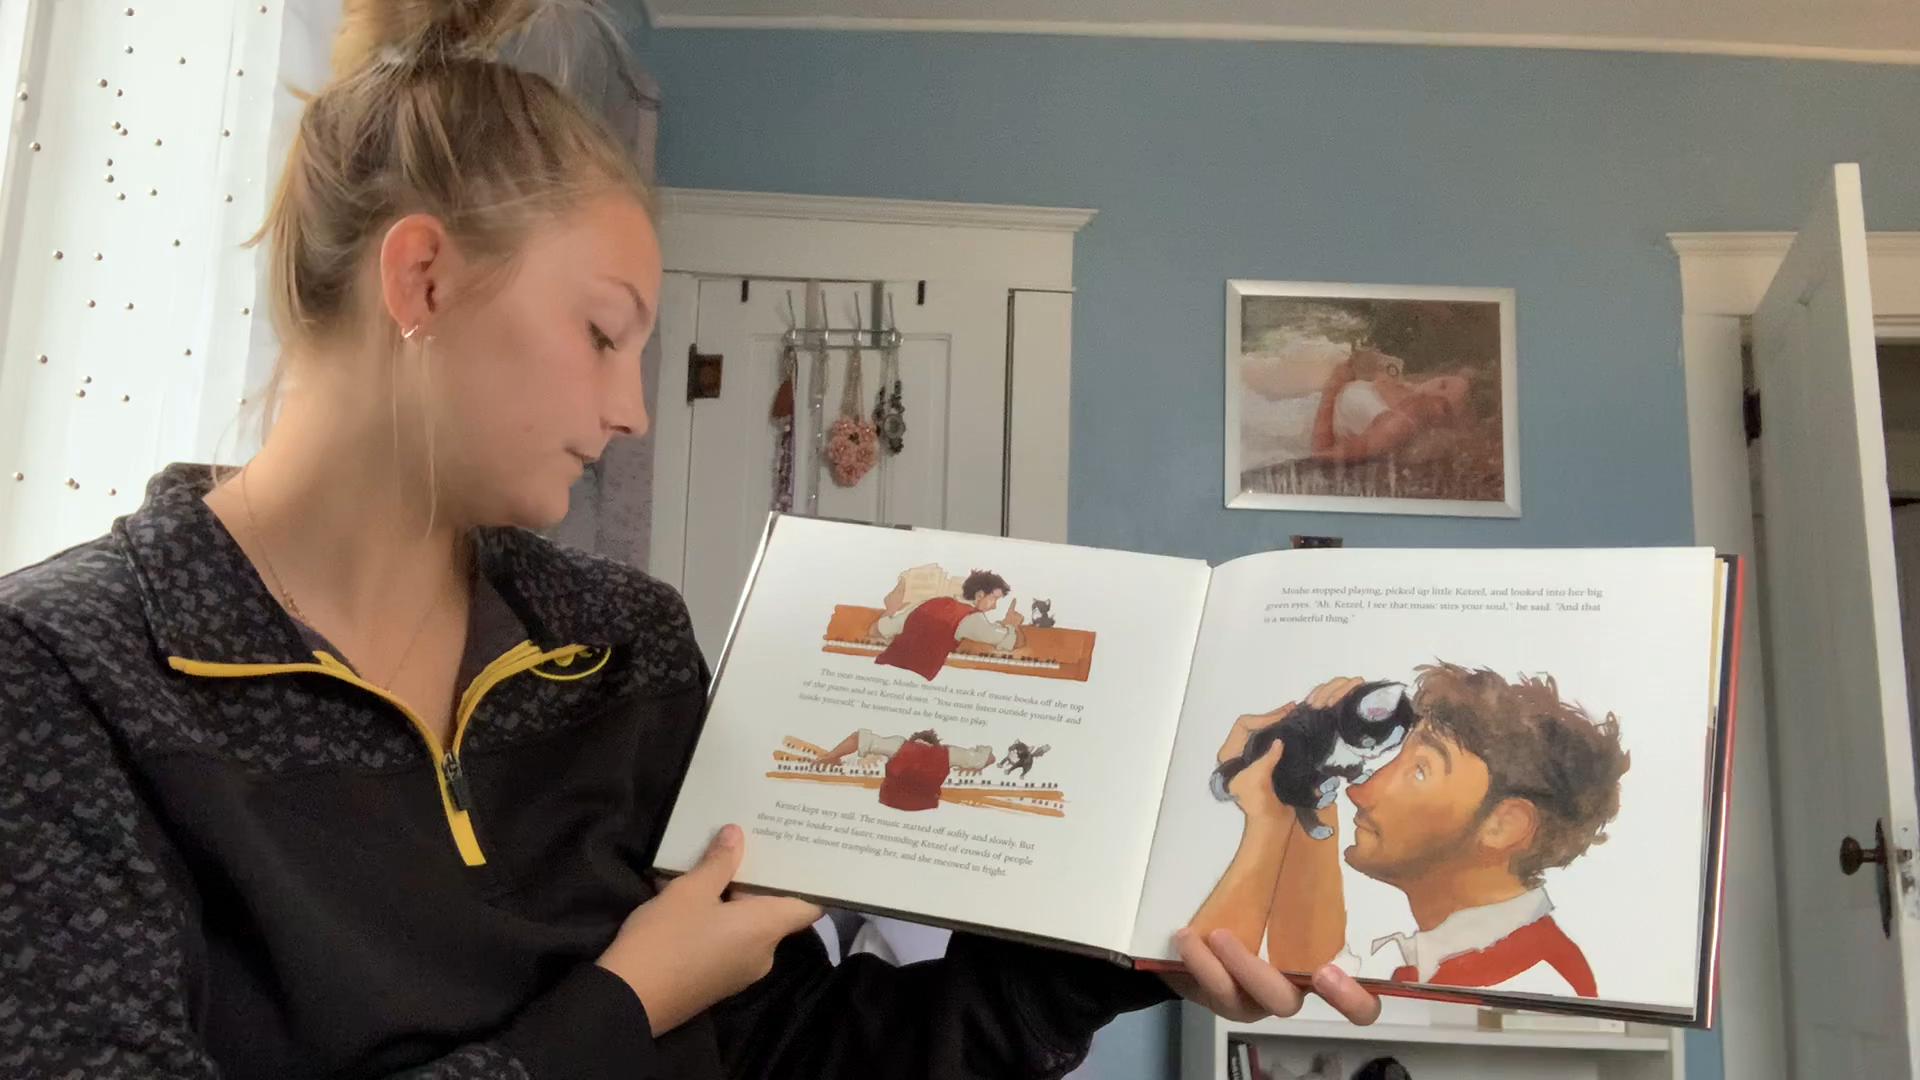 The next morning, Moshe moved a stack of music books off the top
of the piano and set Ketzel down. "You must listen outside yourself and
inside yourself," he instructed as he began to play.
Ketzel kept very still. The music started off softly and slowly. But
then it grew louder and faster, reminding Ketzel of crowds of people
rushing by her, almost trampling her, and she meowed in fright.
Moshe stopped playing, picked up little Ketzel, and looked into her big
green eyes. "Ah, Ketzel, I see that music stirs your soul," he said. "And that
is a wonderful thing."